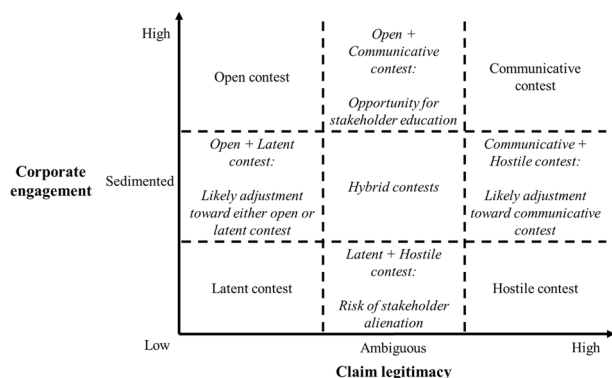 High
Open contest
Open +
Communicative
contest:
Opportunity for
stakeholder education
Communicative
contest
Corporate
engagement
Sedimented
Open + Latent
contest:
Likely adjustment
toward either open or
latent contest
Hybrid contests
Communicative +
Hostile contest:
Likely adjustment
toward communicative
contest
Latent contest
Latent + Hostile
contest:
Risk of stakeholder
alienation
Hostile contest
Low
Ambiguous
High
Claim legitimacy